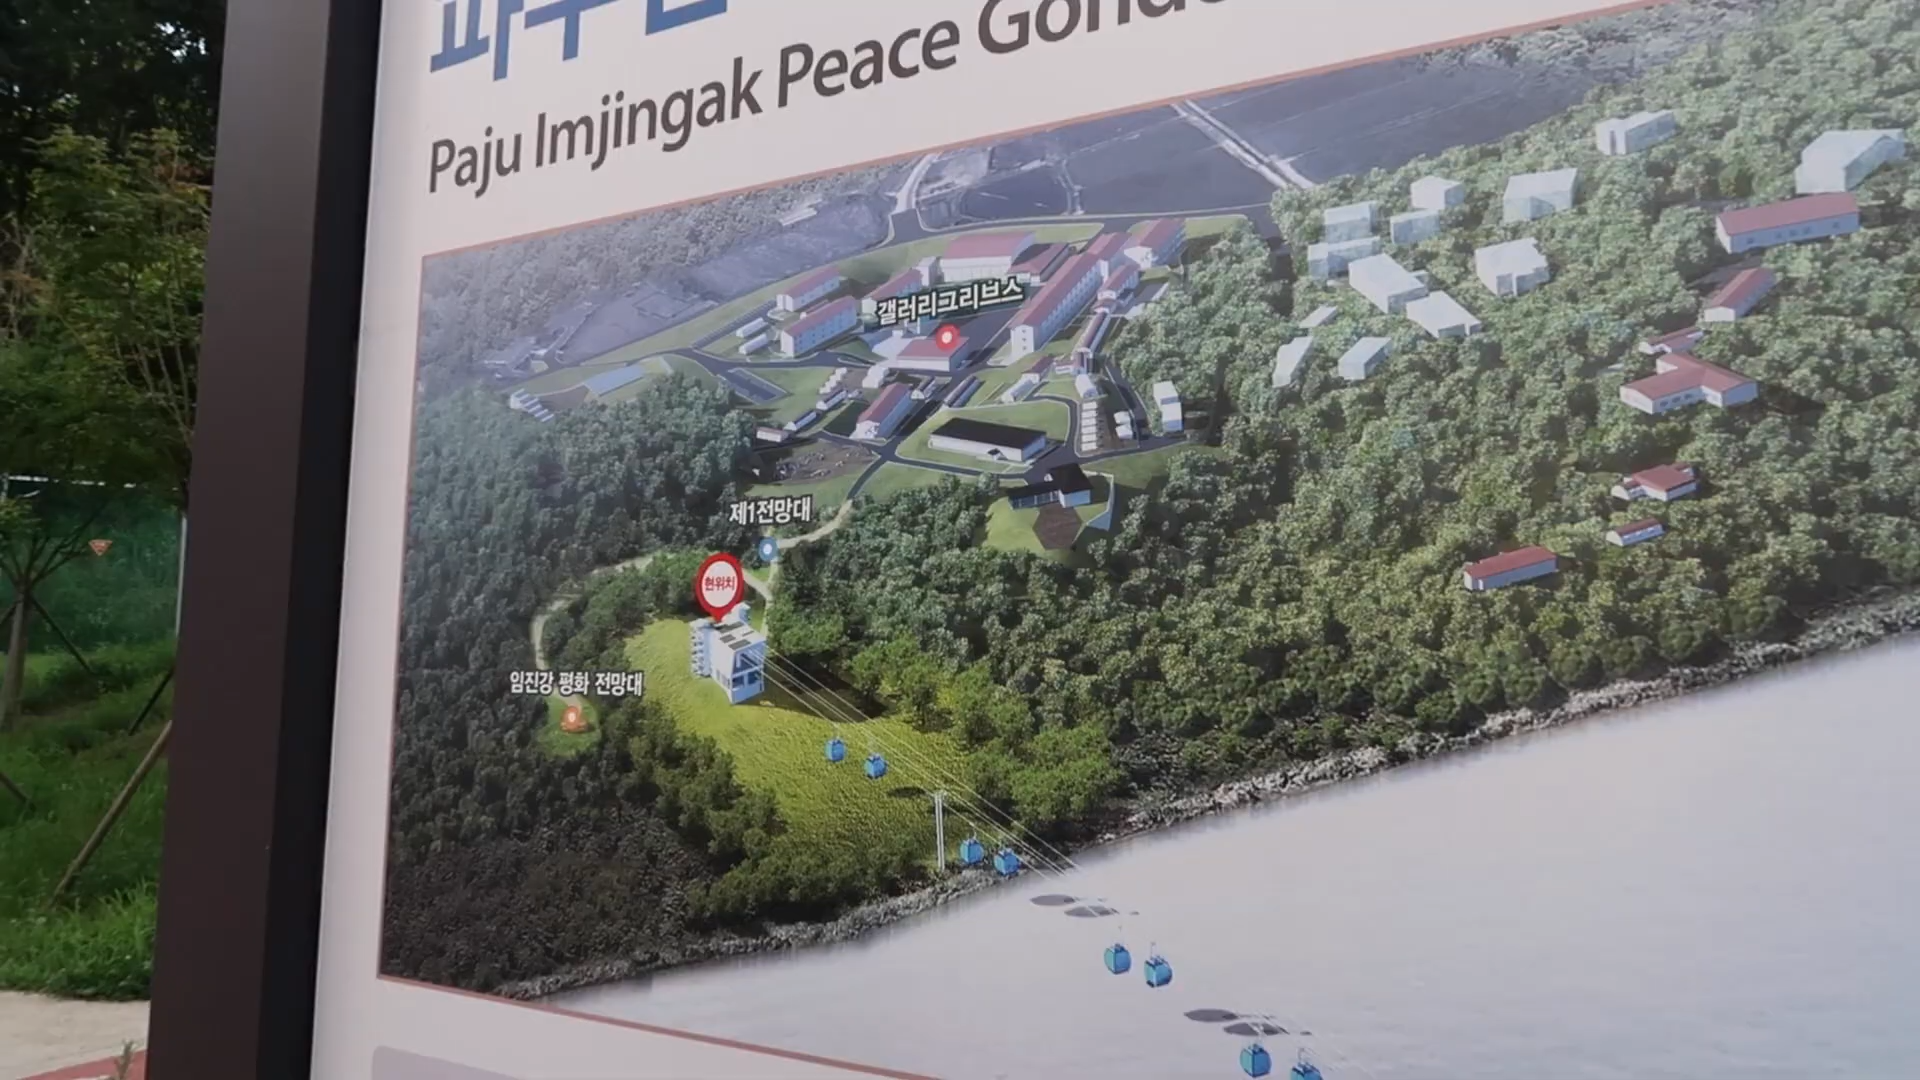 Paju Imjingak Peace
갤러리그리브스
제1전망대
현위치
임진강 평화 전망대